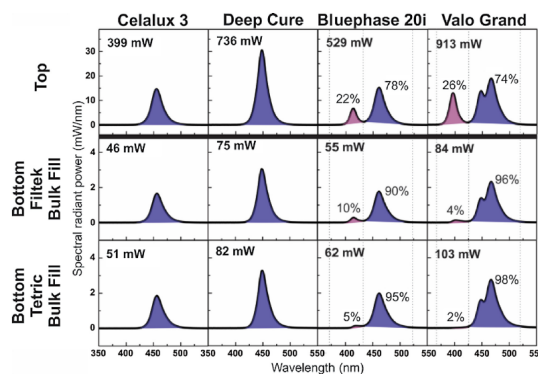 Celalux 3 Deep Cure Bluephase 20i Valo Grand
Top
Bottom
Filtek
Bulk Fill
Bottom
Tetric
Bulk Fill
Spectral radiant power (mW/nm)
30
20
10
0
399 mW
736 mW
529 mW
22%
78%
913 mW
26%
74%
4
2
0
46 mW
75 mW
55 mW
10%
90%
84 mW
4%
96%
4
2
0
51 mW
82 mW
62 mW
5%
95%
103 mW
2%
98%
350 400 450 500 350 400 450 500 350 400 450 500 350 400 450 500 550
Wavelength (nm)